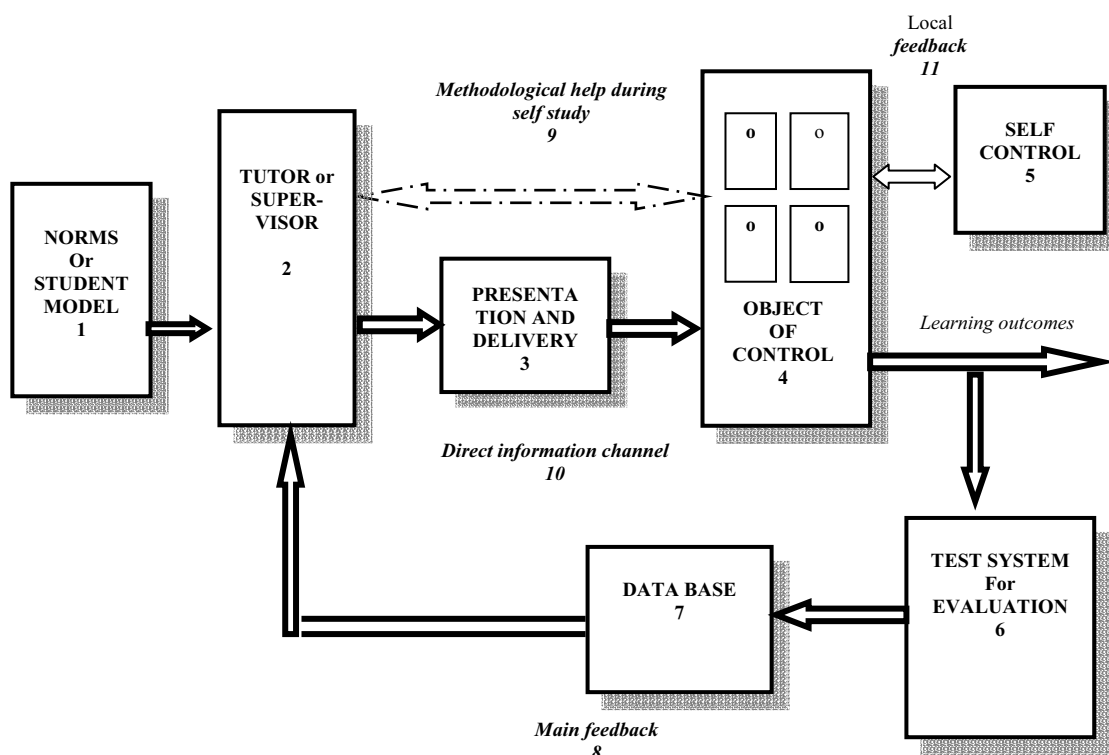 Local
feedback
11
Methodological help during
self study
9
NORMS
Or
STUDENT
MODEL
1
TUTOR or
SUPER-
VISOR
2
PRESENTA
TION AND
DELIVERY
3
o o
o o
OBJECT
OF
CONTROL
4
SELF
CONTROL
5
Learning outcomes
Direct information channel
10
DATA BASE
7
TEST SYSTEM
For
EVALUATION
6
Main feedback
8